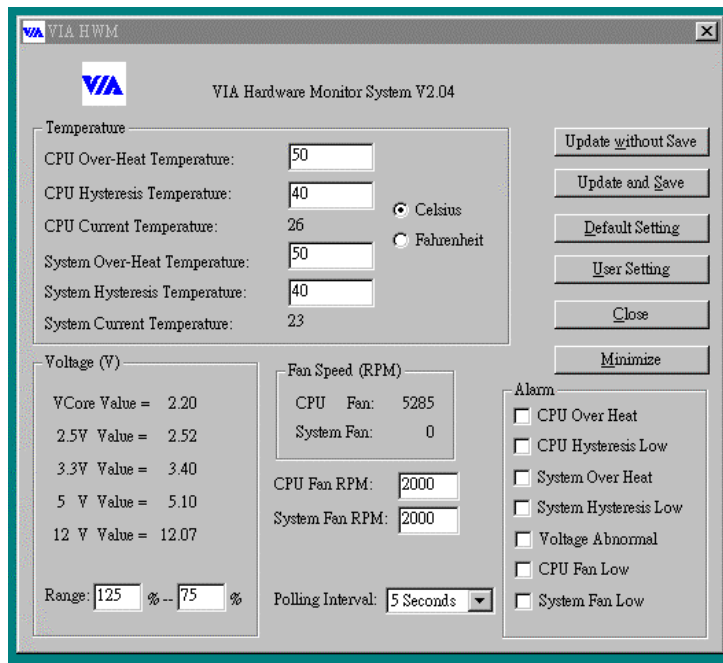 VIA VIA HWM
VIA
VIA Hardware Monitor System V2.04
Temperature
CPU Over-Heat Temperature: 50
CPU Hysteresis Temperature: 40
CPU Current Temperature: 26
System Over-Heat Temperature: 50
System Hysteresis Temperature: 40
System Current Temperature: 23
Celsius
Fahrenheit
Update without Save
Update and Save
Default Setting
User Setting
Close
Minimize
Voltage (V)
VCore Value = 2.20
2.5V Value = 2.52
3.3V Value = 3.40
5 V Value = 5.10
12 V Value = 12.07
Range: 125 % -- 75 %
Fan Speed (RPM)
CPU Fan: 5285
System Fan: 0
CPU Fan RPM: 2000
System Fan RPM: 2000
Polling Interval: 5 Seconds
Alarm
CPU Over Heat
CPU Hysteresis Low
System Over Heat
System Hysteresis Low
Voltage Abnormal
CPU Fan Low
System Fan Low